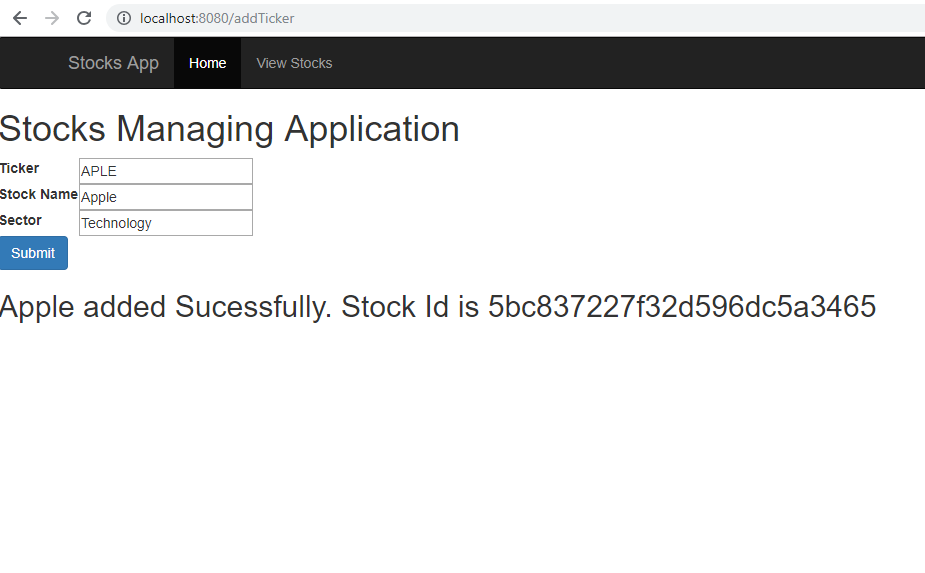 localhost:8080/addTicker
Stocks App Home View Stocks
Stocks Managing Application
Ticker APLE
Stock Name Apple
Sector Technology
Submit
Apple added Sucessfully. Stock Id is 5bc837227f32d596dc5a3465